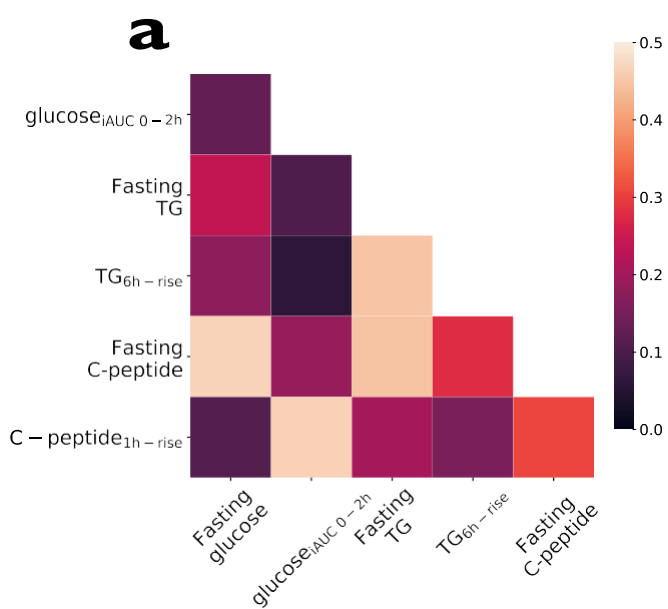 a
glucose iAUC 0 – 2h
Fasting
TG
TG 6h – rise
Fasting
C-peptide
C – peptide 1h – rise
0.5
0.4
0.3
0.2
0.1
0.0
Fasting
glucose
glucose iAUC 0 – 2h
Fasting
TG
TG 6h – rise
Fasting
C-peptide